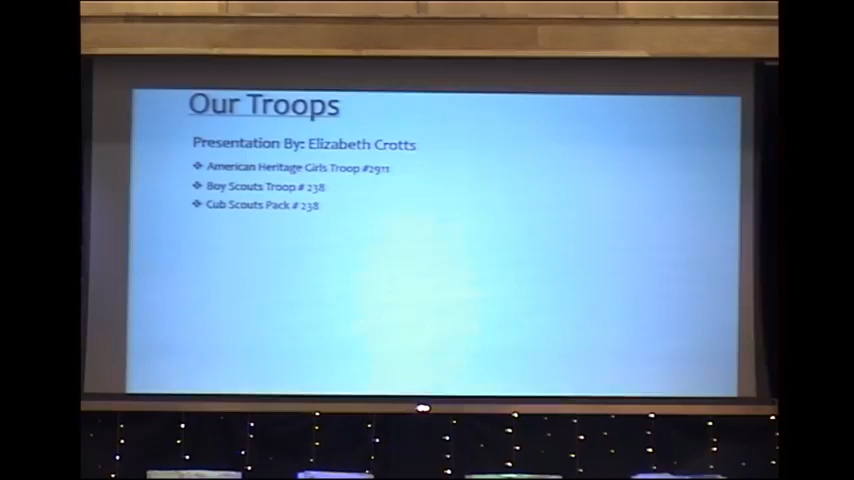 Our Troops
Presentation By: Elizabeth Crotts
❖ American Heritage Girls Troop #2911
❖ Boy Scouts Troop # 238
❖ Cub Scouts Pack # 238